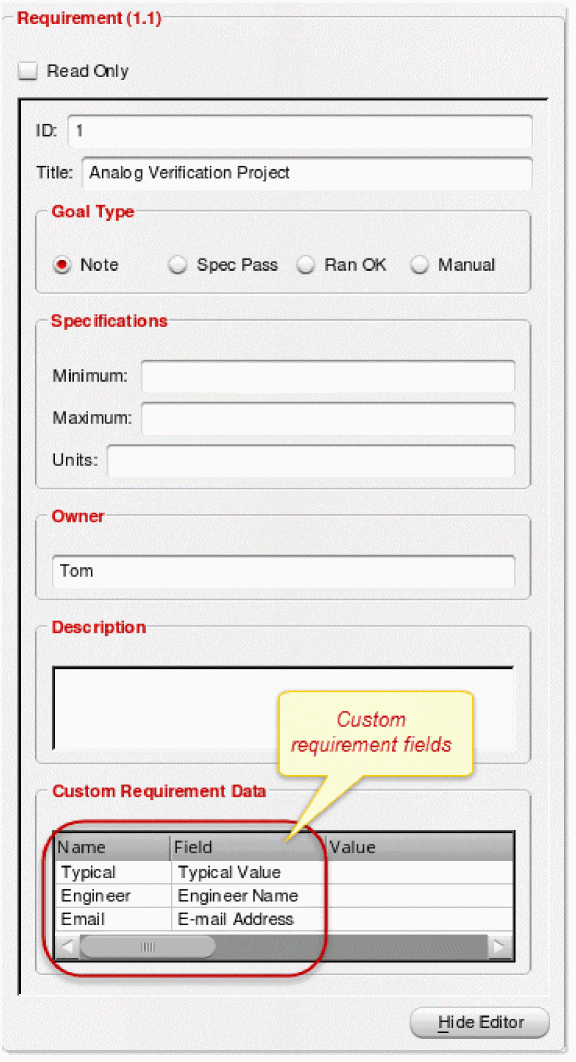 Requirement (1.1)
Read Only
ID: 1
Title: Analog Verification Project
Goal Type
Note Spec Pass Ran OK Manual
Specifications
Minimum:
Maximum:
Units:
Owner
Tom
Description
Custom
requirement fields
Custom Requirement Data
Name Field Value
Typical Typical Value
Engineer Engineer Name
Email E-mail Address
Hide Editor